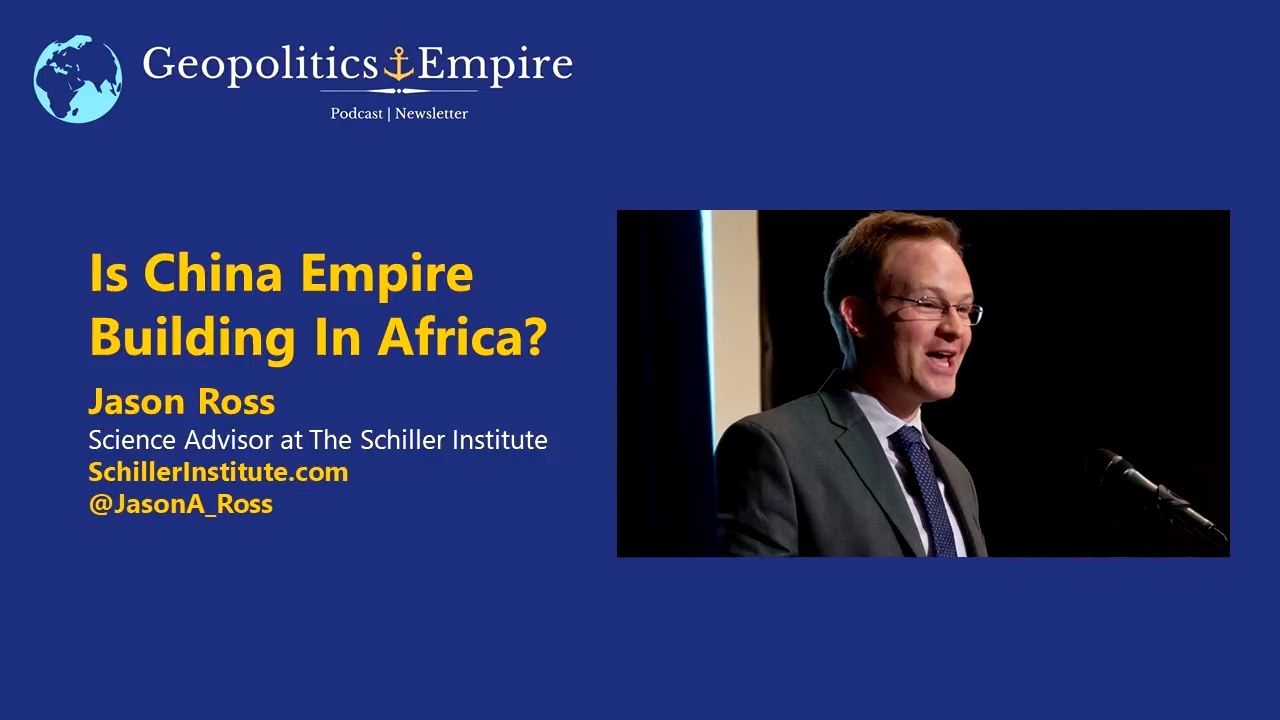 Geopolitics Empire
Podcast | Newsletter
Is China Empire
Building In Africa?
Jason Ross
Science Advisor at The Schiller Institute
SchillerInstitute.com
@JasonA_Ross